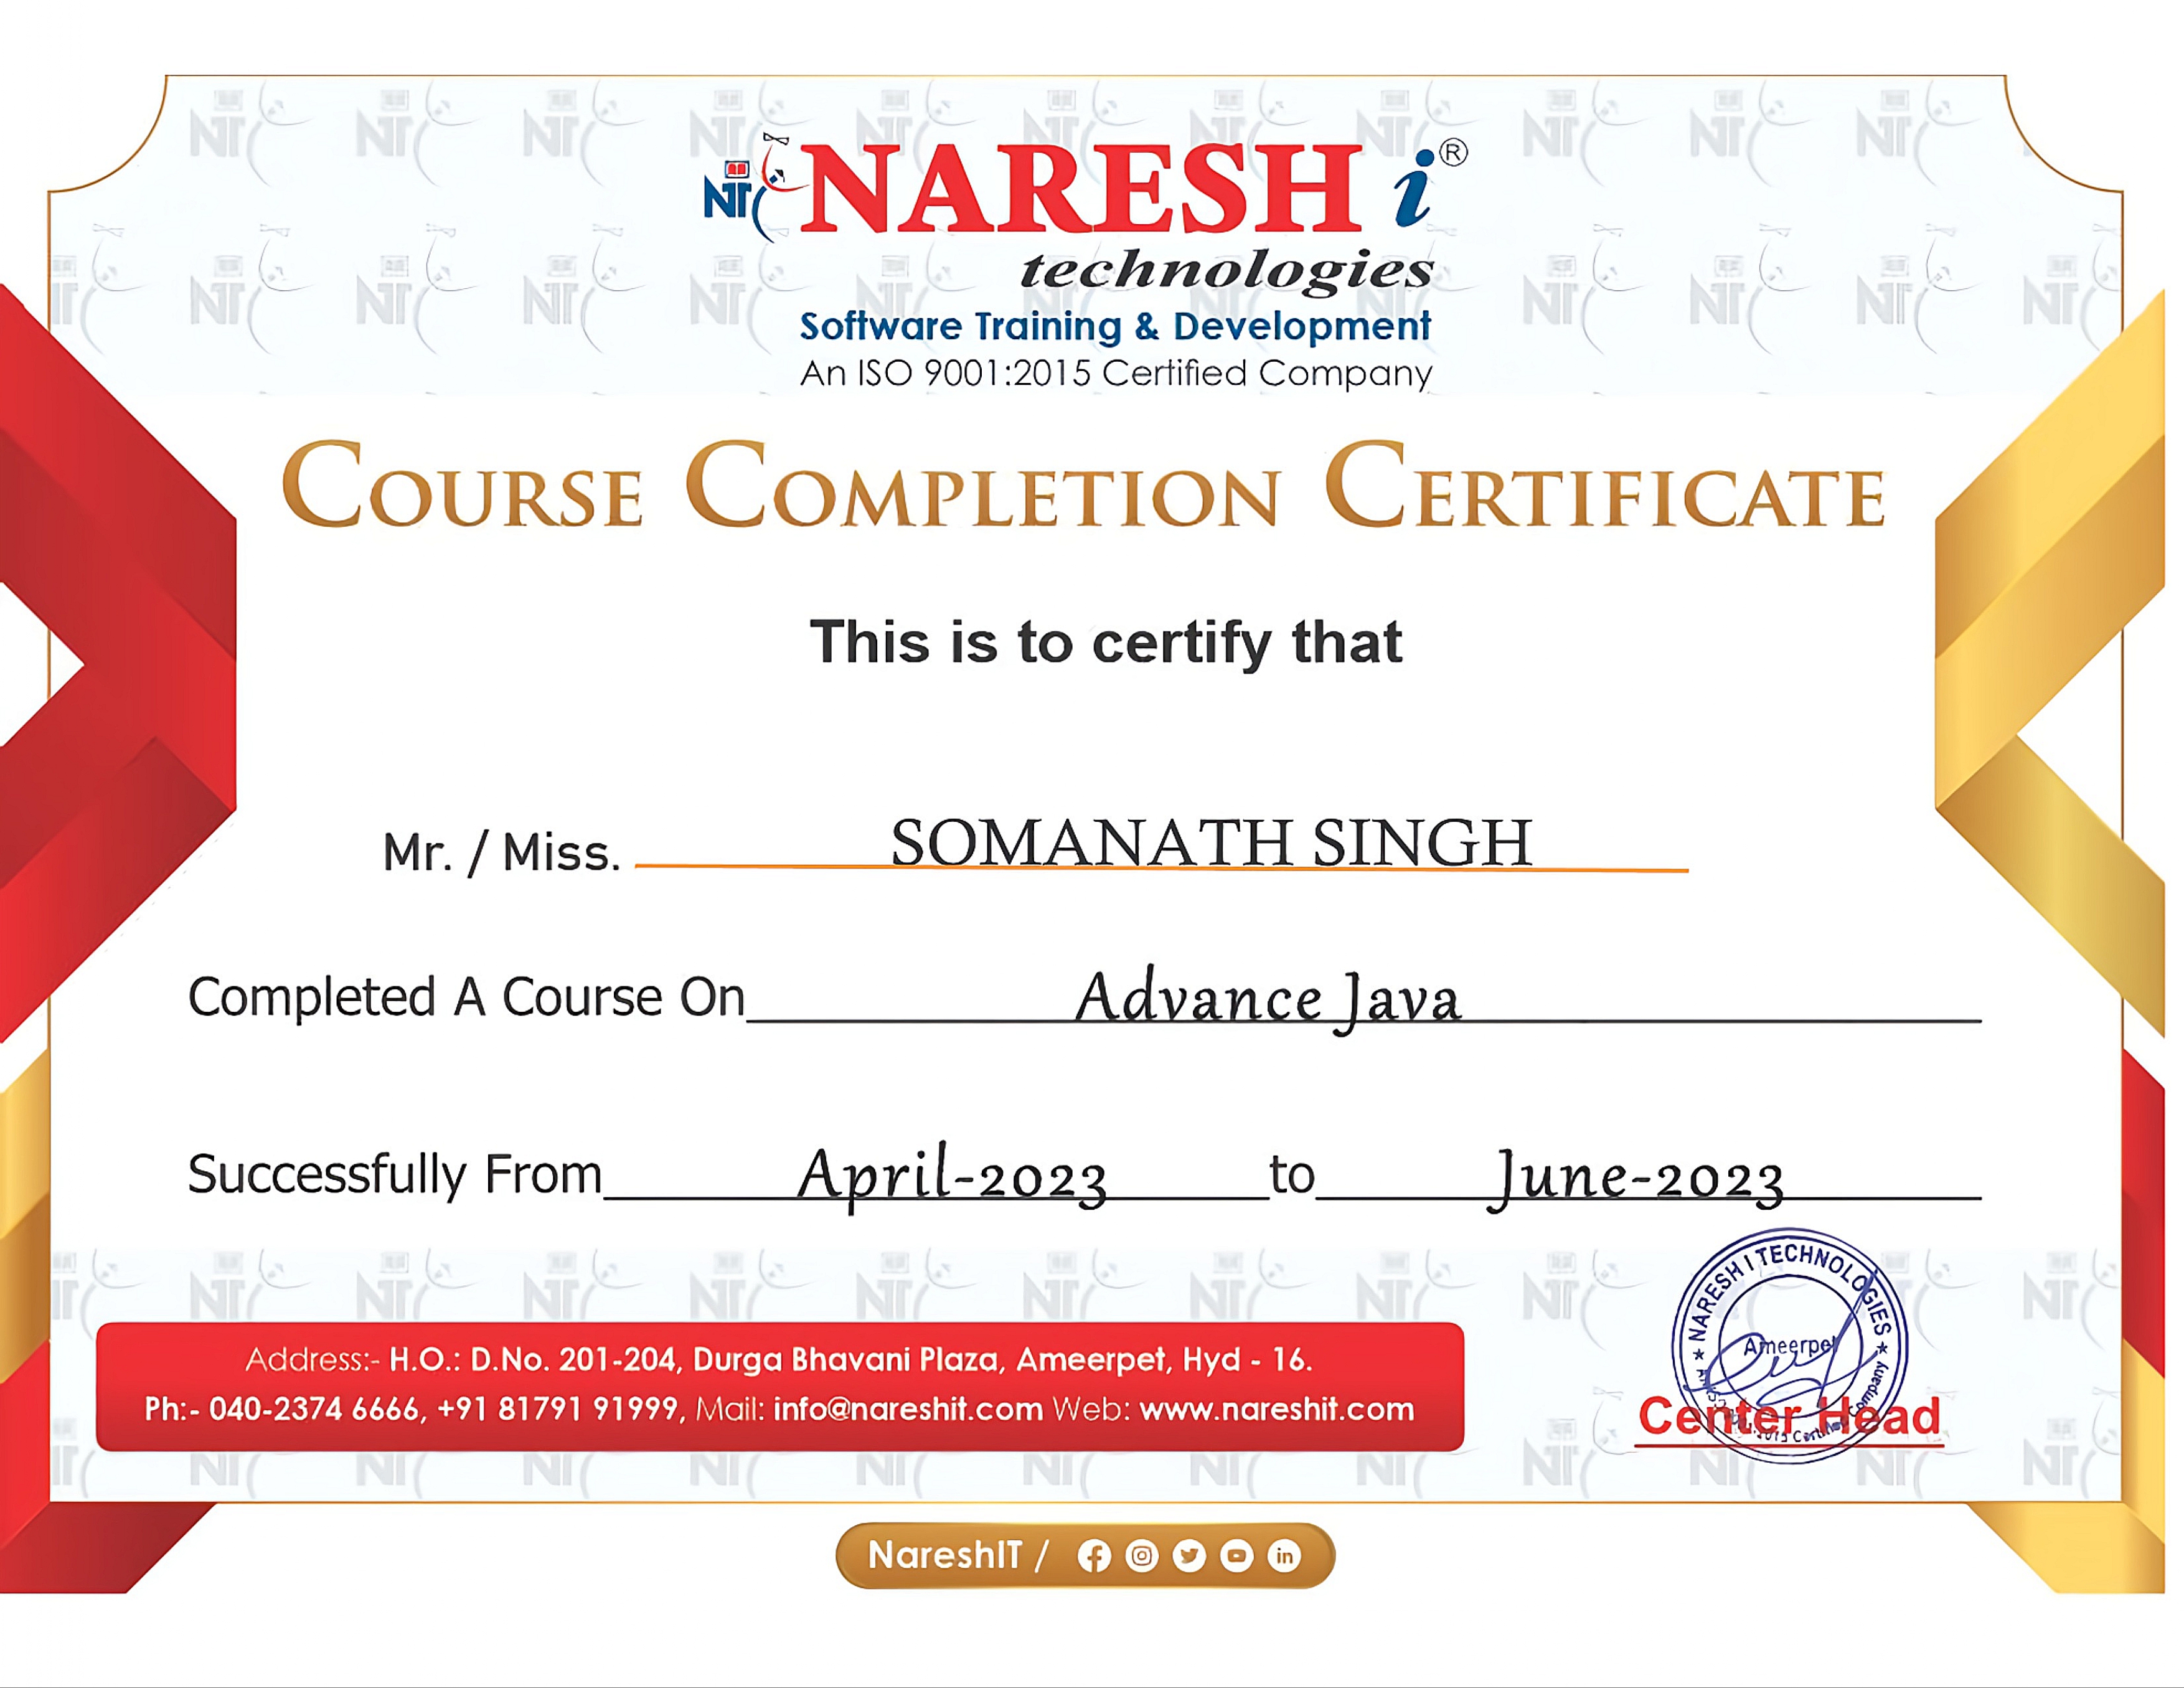 NIT NARESH i ®
technologies
Software Training & Development
An ISO 9001:2015 Certified Company
COURSE COMPLETION CERTIFICATE
This is to certify that
Mr. / Miss. SOMANATH SINGH
Completed A Course On Advance Java
Successfully From April-2023 to June-2023
★ NARESH I TECHNOLOGIES ★
Ameerpet
Certified Company
Center Head
Address:- H.O.: D.No. 201-204, Durga Bhavani Plaza, Ameerpet, Hyd - 16.
Ph:- 040-2374 6666, +91 81791 91999, Mail: info@nareshit.com Web: www.nareshit.com
NareshIT /
in